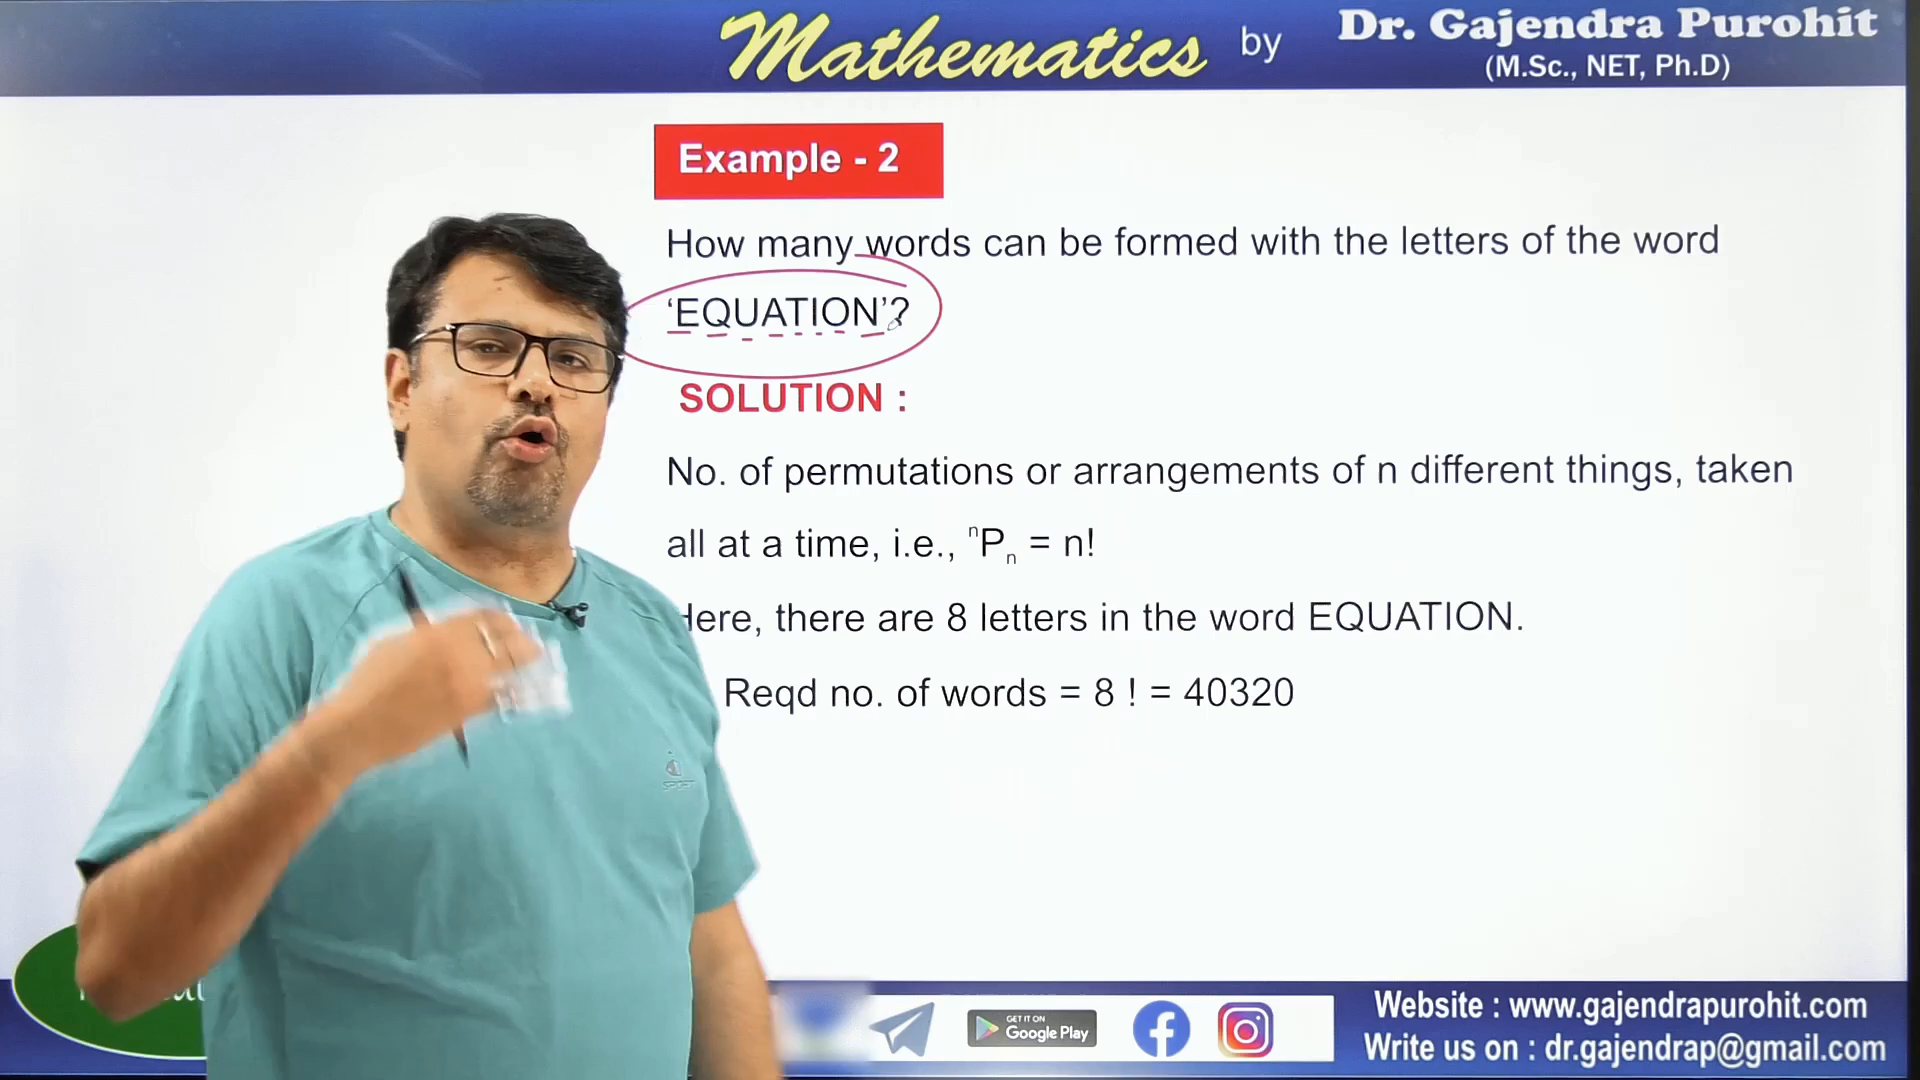 Mathematics by Dr. Gajendra Purohit
(M.Sc., NET, Ph.D)
Example - 2
How many words can be formed with the letters of the word
‘EQUATION’?
SOLUTION :
No. of permutations or arrangements of n different things, taken
all at a time, i.e., ⁿPₙ = n!
Here, there are 8 letters in the word EQUATION.
Reqd no. of words = 8 ! = 40320
GET IT ON
Google Play
Website : www.gajendrapurohit.com
Write us on : dr.gajendrap@gmail.com